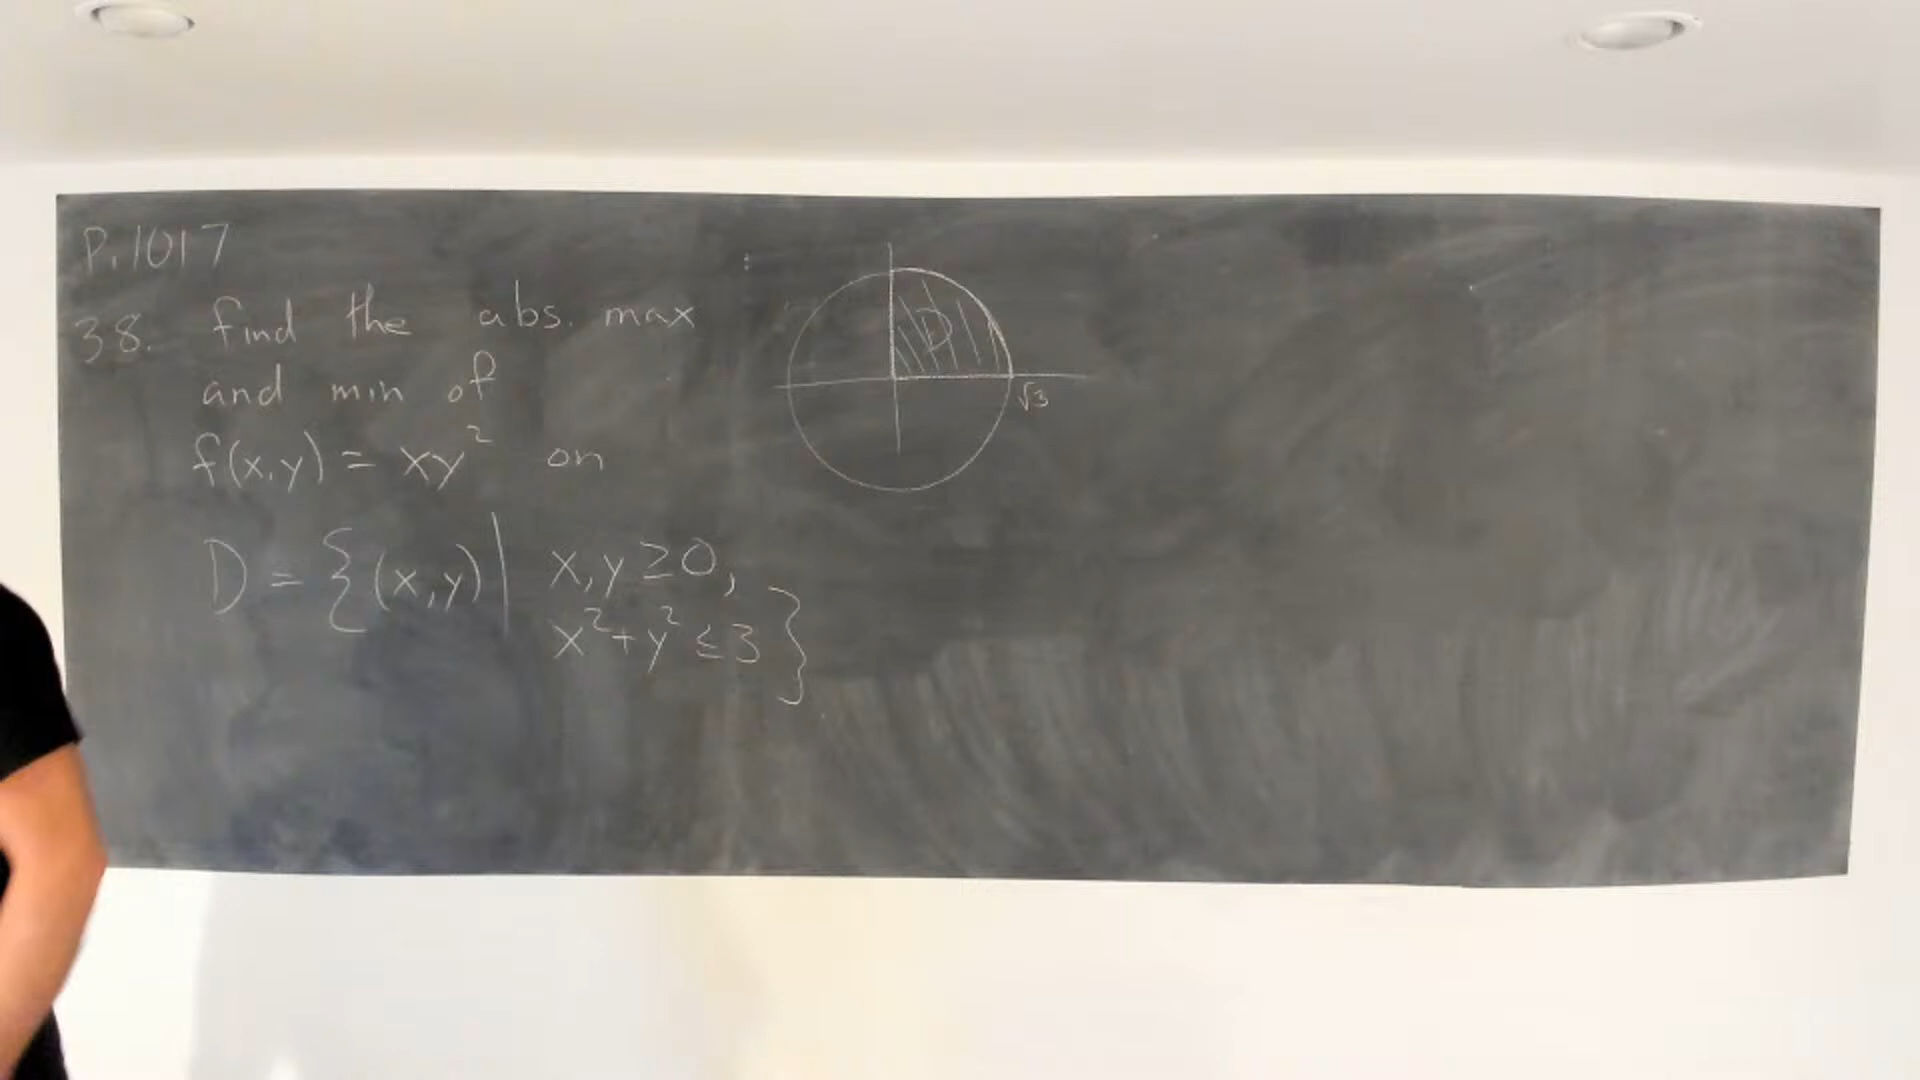 P.1017
38. find the abs. max
and min of
f(x,y) = xy² on
D = {(x,y) | x,y ≥ 0,
x² + y² ≤ 3 }
D
√3